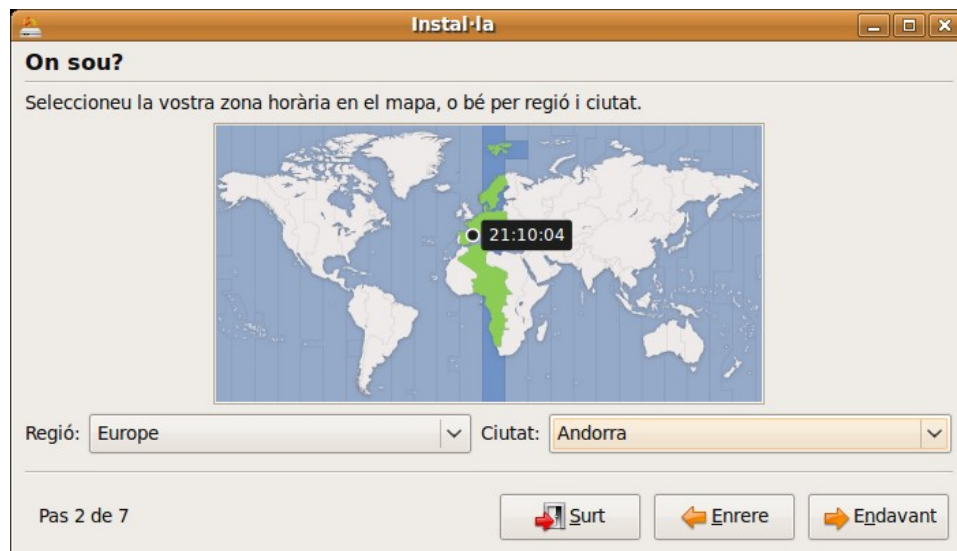 Instal·la
On sou?
Seleccioneu la vostra zona horària en el mapa, o bé per regió i ciutat.
21:10:04
Regió: Europe Ciutat: Andorra
Pas 2 de 7 Surt Enrere Endavant